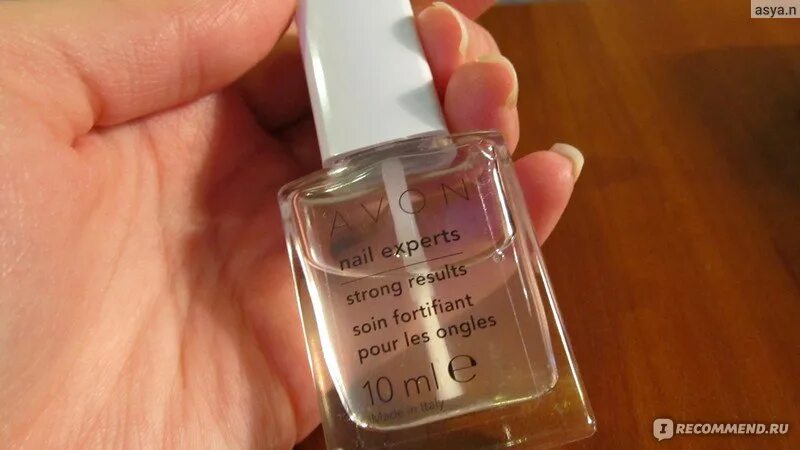 asya.n
AVON
nail experts
strong results
soin fortifiant
pour les ongles
10 ml e
Made in Italy
I RECOMMEND.RU